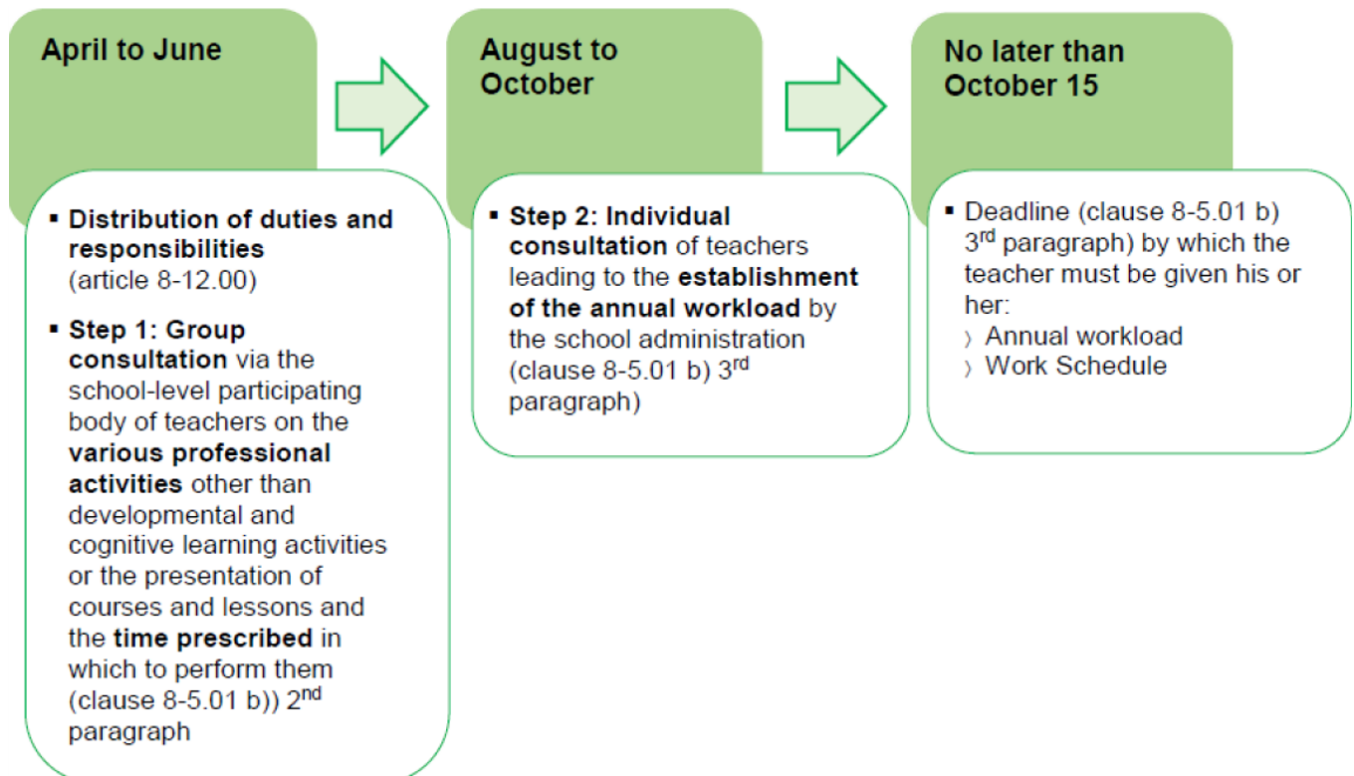 April to June
▪ Distribution of duties and
responsibilities
(article 8-12.00)
▪ Step 1: Group
consultation via the
school-level participating
body of teachers on the
various professional
activities other than
developmental and
cognitive learning activities
or the presentation of
courses and lessons and
the time prescribed in
which to perform them
(clause 8-5.01 b)) 2nd
paragraph
August to
October
▪ Step 2: Individual
consultation of teachers
leading to the establishment
of the annual workload by
the school administration
(clause 8-5.01 b) 3rd
paragraph)
No later than
October 15
▪ Deadline (clause 8-5.01 b)
3rd paragraph) by which the
teacher must be given his or
her:
〉 Annual workload
〉 Work Schedule